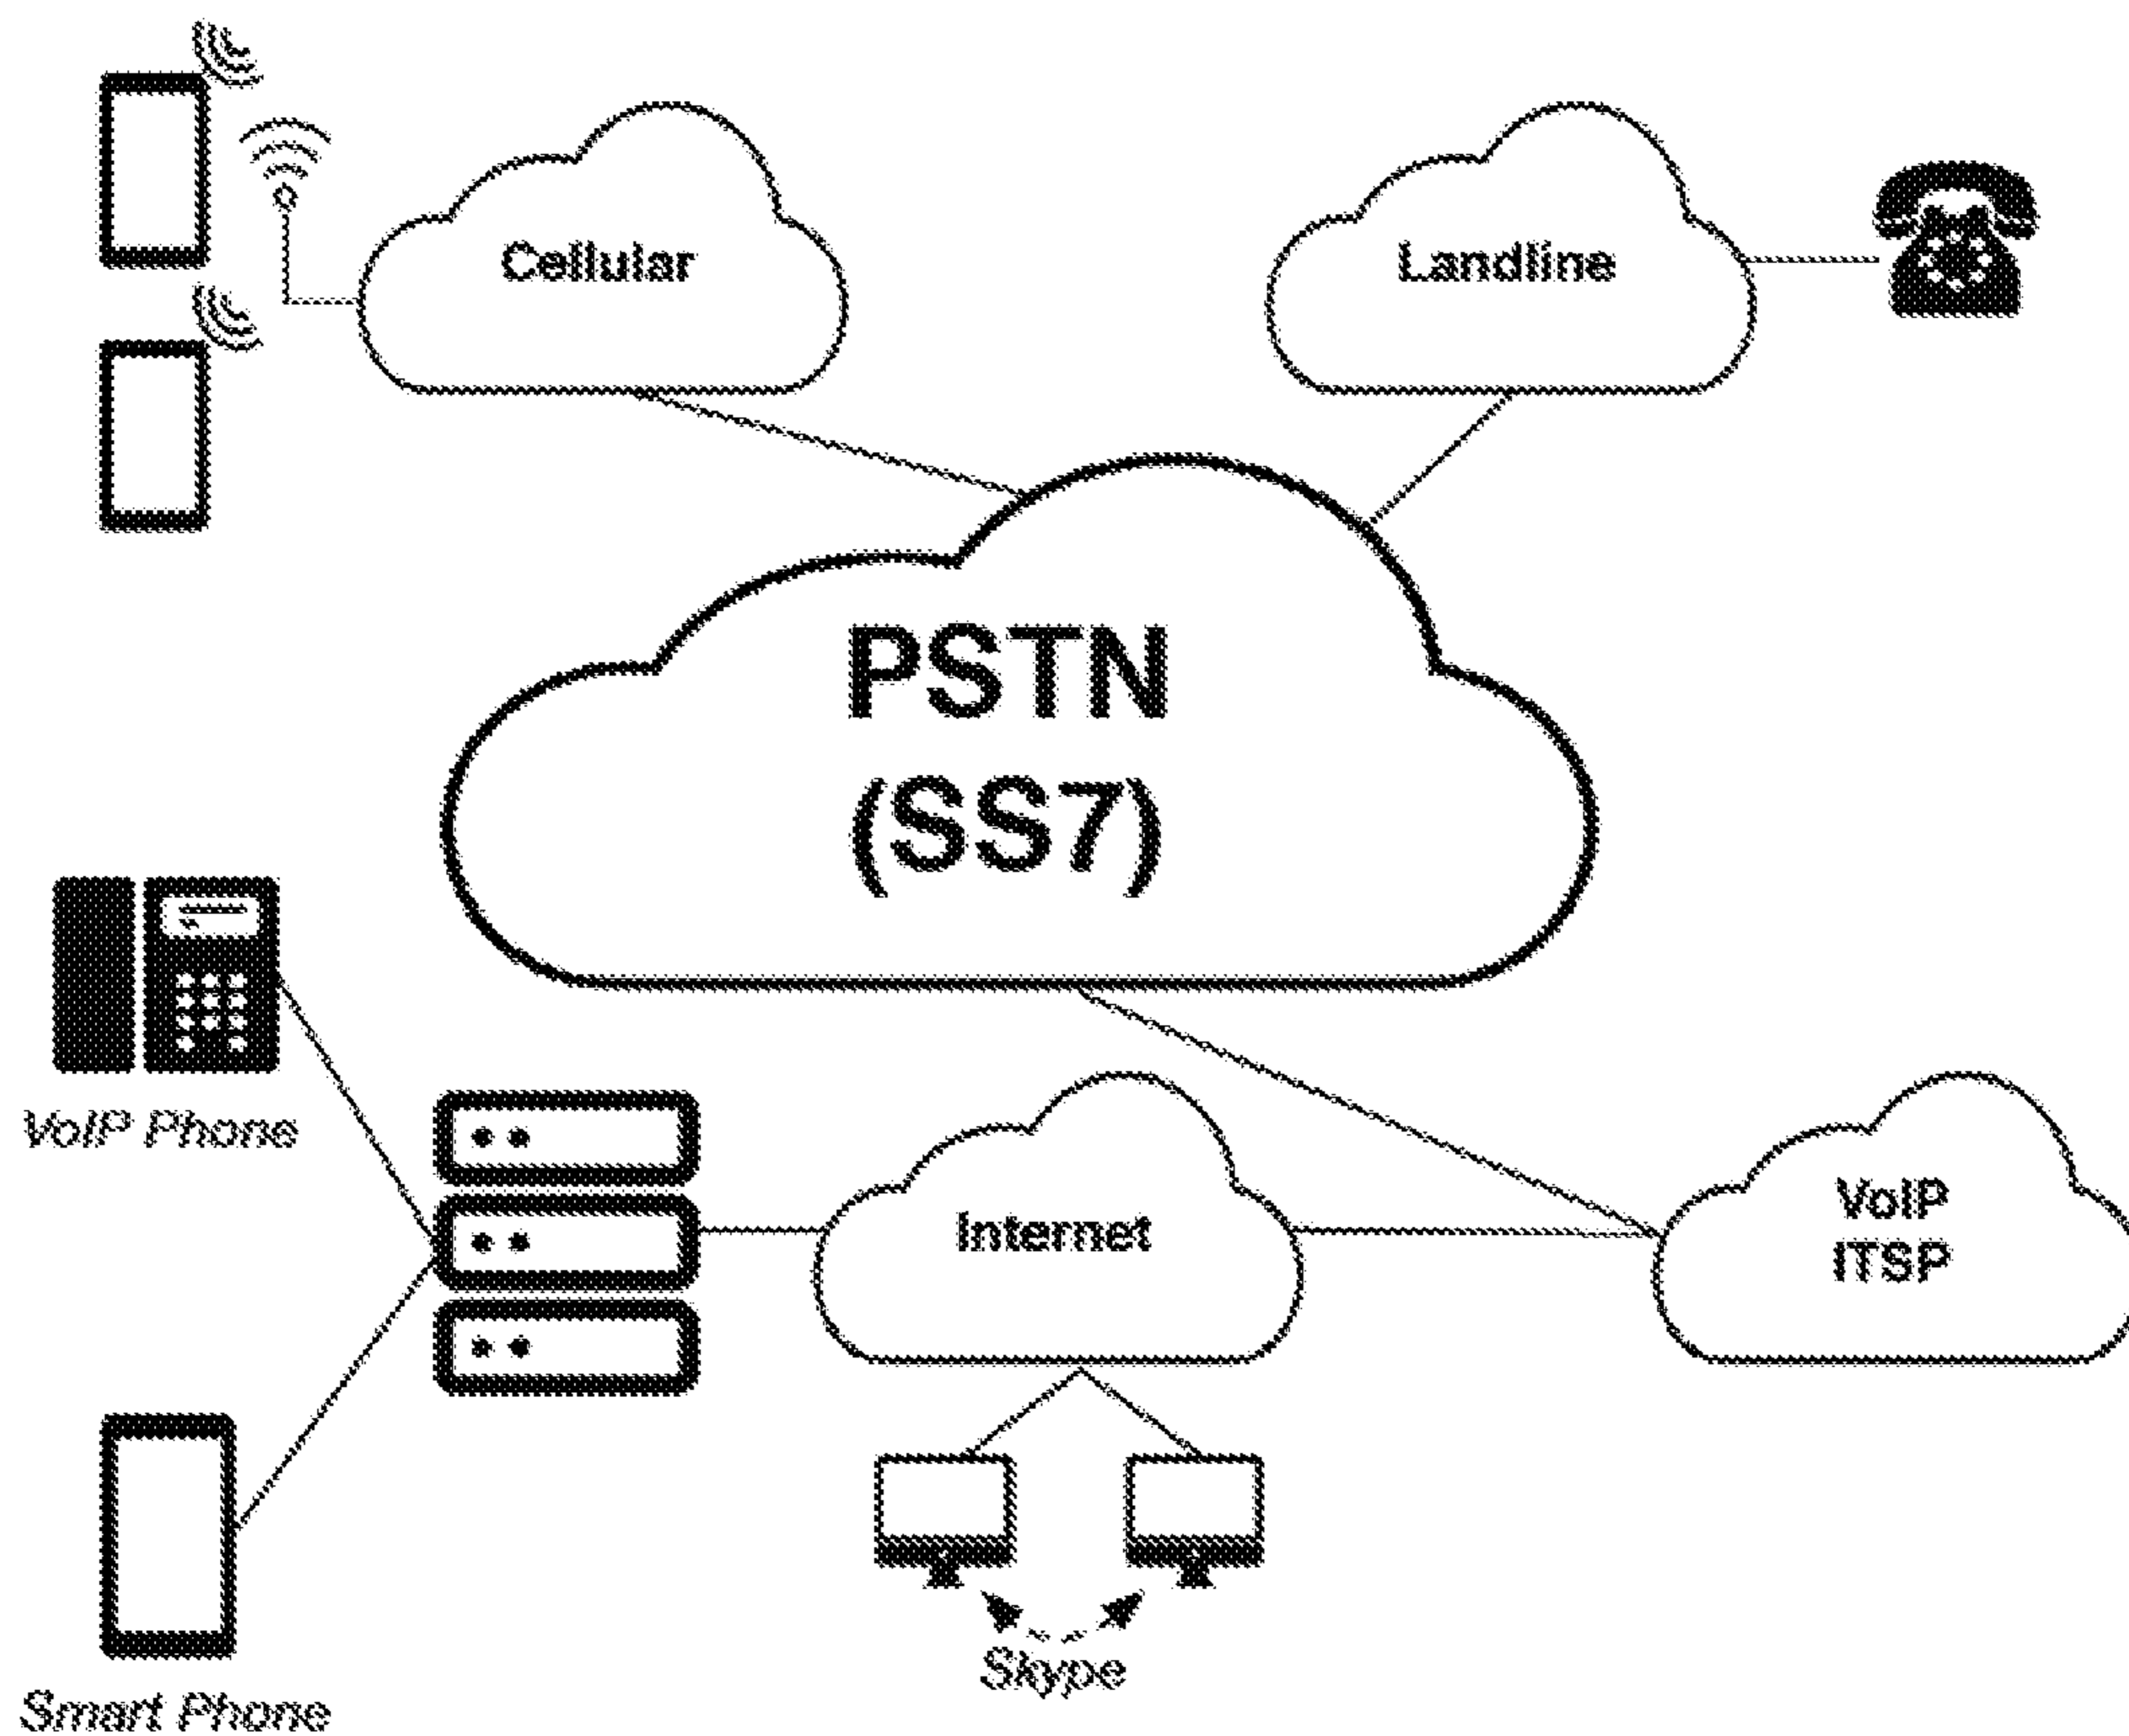 Cellular
Landline
PSTN
(SS7)
VoIP Phone
Internet
VoIP
ITSP
Skype
Smart Phone